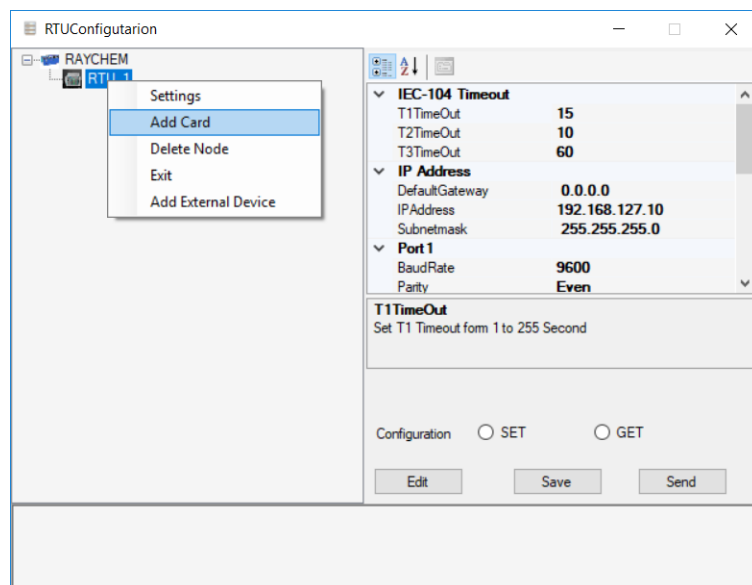 RTUConfigutarion
RAYCHEM
RTU_1
Settings
Add Card
Delete Node
Exit
Add External Device
IEC-104 Timeout
T1TimeOut 15
T2TimeOut 10
T3TimeOut 60
IP Address
DefaultGateway 0.0.0.0
IPAddress 192.168.127.10
Subnetmask 255.255.255.0
Port1
BaudRate 9600
Parity Even
T1TimeOut
Set T1 Timeout form 1 to 255 Second
Configuration SET GET
Edit Save Send